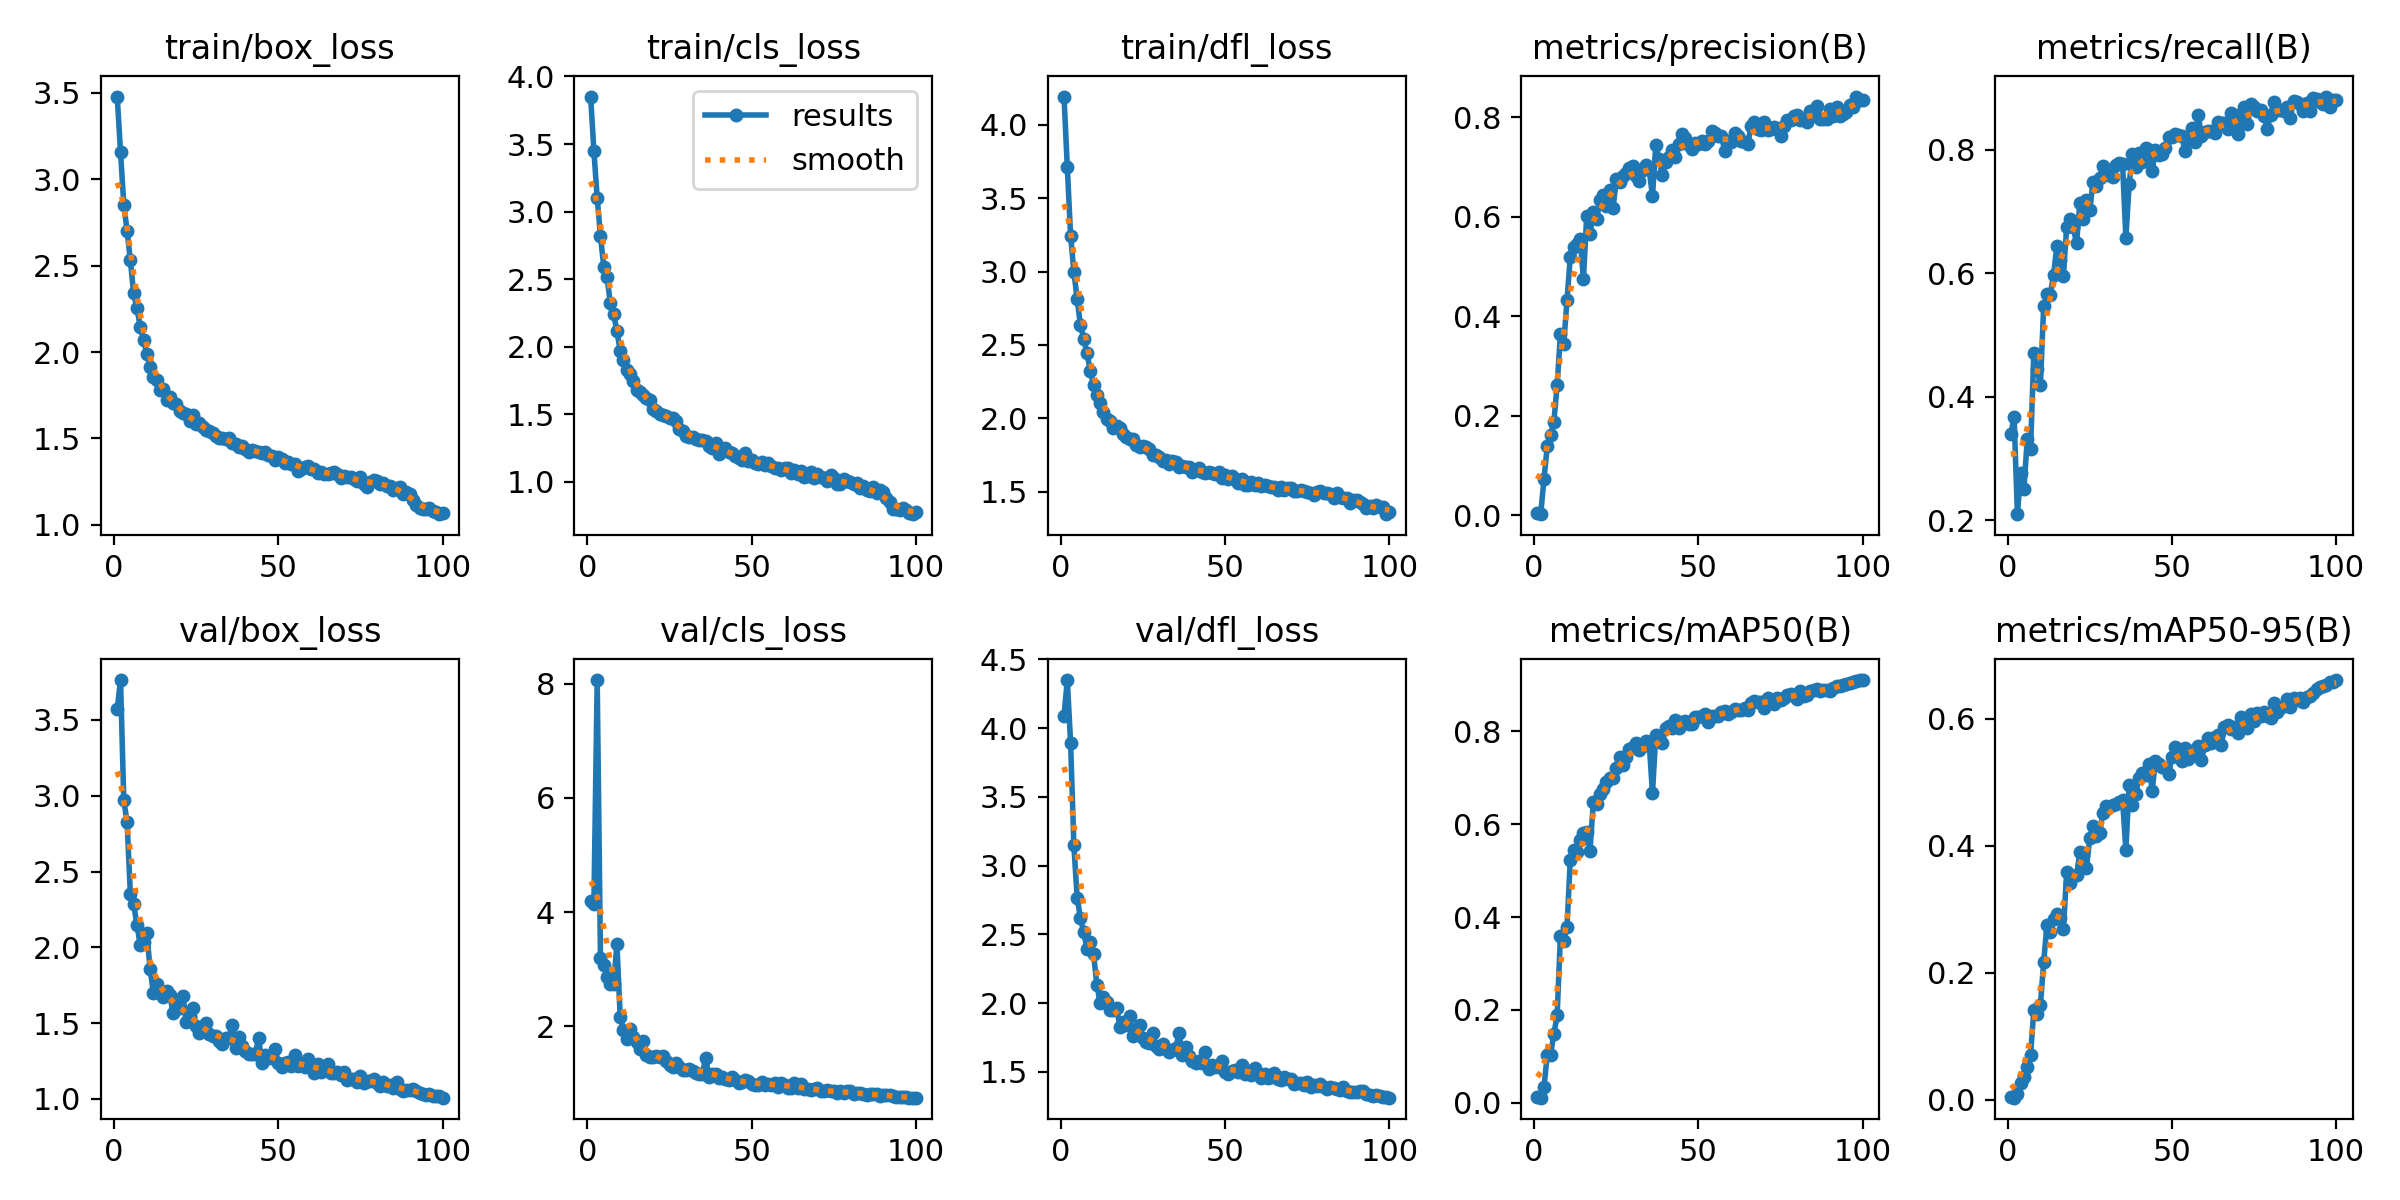 train/box_loss
train/cls_loss
train/dfl_loss
metrics/precision(B)
metrics/recall(B)
3.5
3.0
2.5
2.0
1.5
1.0
0 50 100
4.0
3.5
3.0
2.5
2.0
1.5
1.0
results
smooth
0 50 100
4.0
3.5
3.0
2.5
2.0
1.5
0 50 100
0.8
0.6
0.4
0.2
0.0
0 50 100
0.8
0.6
0.4
0.2
0 50 100
val/box_loss
val/cls_loss
val/dfl_loss
metrics/mAP50(B)
metrics/mAP50-95(B)
3.5
3.0
2.5
2.0
1.5
1.0
0 50 100
8
6
4
2
0 50 100
4.5
4.0
3.5
3.0
2.5
2.0
1.5
0 50 100
0.8
0.6
0.4
0.2
0.0
0 50 100
0.6
0.4
0.2
0.0
0 50 100